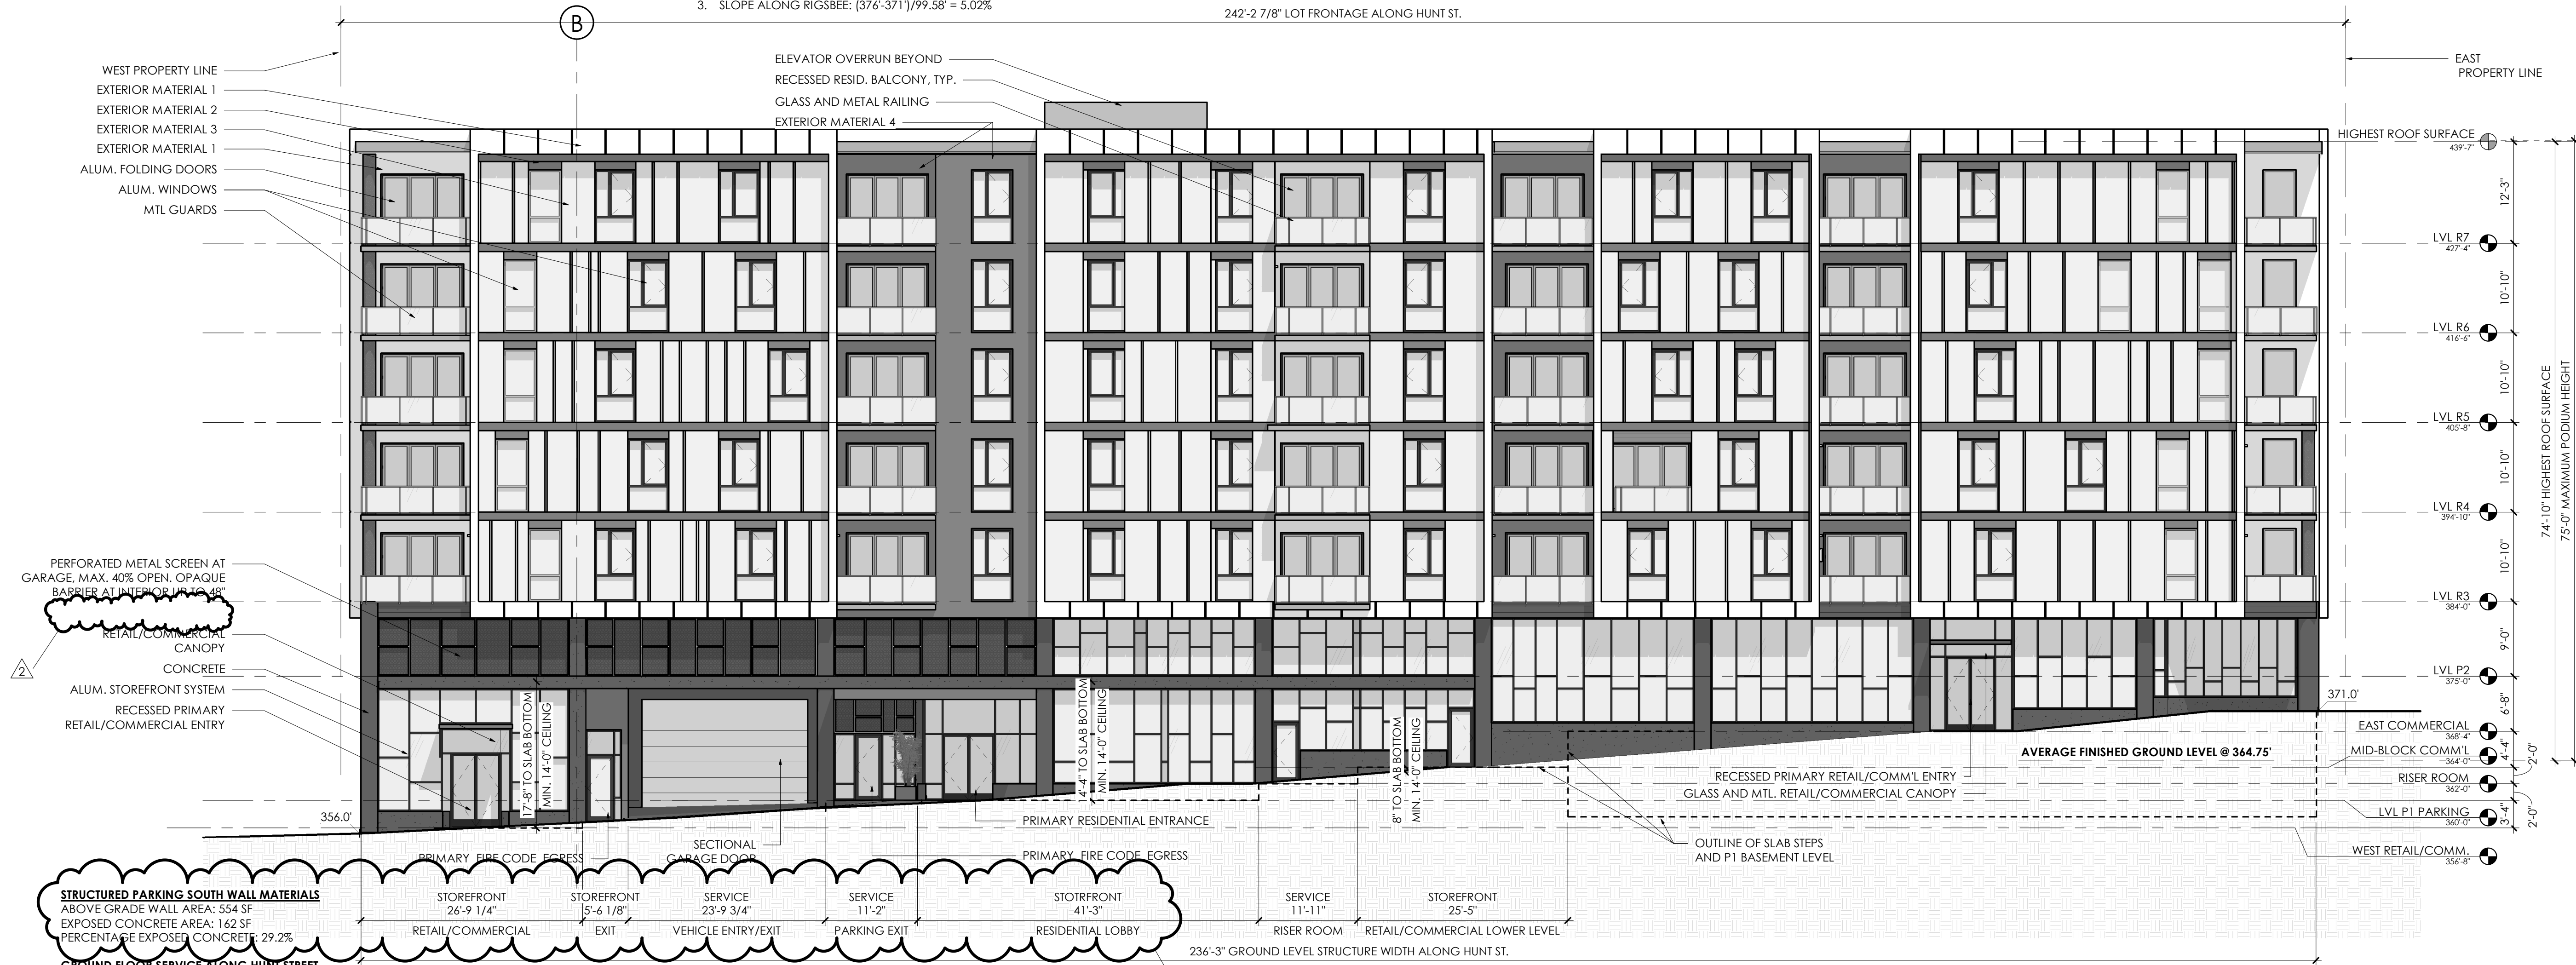 3. SLOPE ALONG RIGSBEE: (376'-371')/99.58' = 5.02%
242'-2 7/8" LOT FRONTAGE ALONG HUNT ST.
B
WEST PROPERTY LINE
EXTERIOR MATERIAL 1
EXTERIOR MATERIAL 2
EXTERIOR MATERIAL 3
EXTERIOR MATERIAL 1
ALUM. FOLDING DOORS
ALUM. WINDOWS
MTL GUARDS
ELEVATOR OVERRUN BEYOND
RECESSED RESID. BALCONY, TYP.
GLASS AND METAL RAILING
EXTERIOR MATERIAL 4
EAST
PROPERTY LINE
HIGHEST ROOF SURFACE
439'-7"
12'-3"
LVL R7
427'-4"
10'-10"
LVL R6
416'-6"
10'-10"
LVL R5
405'-8"
10'-10"
LVL R4
394'-10"
10'-10"
LVL R3
384'-0"
9'-0"
LVL P2
375'-0"
6'-8"
EAST COMMERCIAL
368'-4"
4'-4"
MID-BLOCK COMM'L
364'-0"
2'-0"
RISER ROOM
362'-0"
LVL P1 PARKING
360'-0"
3'-4"
2'-0"
WEST RETAIL/COMM.
356'-8"
74'-10" HIGHEST ROOF SURFACE
75'-0" MAXIMUM PODIUM HEIGHT
PERFORATED METAL SCREEN AT
GARAGE, MAX. 40% OPEN. OPAQUE
BARRIER AT INTERIOR UP TO 48"
RETAIL/COMMERCIAL
CANOPY
2
CONCRETE
ALUM. STOREFRONT SYSTEM
RECESSED PRIMARY
RETAIL/COMMERCIAL ENTRY
356.0'
371.0'
17'-8" TO SLAB BOTTOM
MIN. 14'-0" CEILING
14'-4" TO SLAB BOTTOM
MIN. 14'-0" CEILING
8" TO SLAB BOTTOM
MIN. 14'-0" CEILING
AVERAGE FINISHED GROUND LEVEL @ 364.75'
RECESSED PRIMARY RETAIL/COMM'L ENTRY
GLASS AND MTL. RETAIL/COMMERCIAL CANOPY
PRIMARY RESIDENTIAL ENTRANCE
PRIMARY FIRE CODE EGRESS
SECTIONAL
GARAGE DOOR
PRIMARY FIRE CODE EGRESS
OUTLINE OF SLAB STEPS
AND P1 BASEMENT LEVEL
STRUCTURED PARKING SOUTH WALL MATERIALS
ABOVE GRADE WALL AREA: 554 SF
EXPOSED CONCRETE AREA: 162 SF
PERCENTAGE EXPOSED CONCRETE: 29.2%
GROUND FLOOR SERVICE ALONG HUNT STREET
STOREFRONT
26'-9 1/4"
RETAIL/COMMERCIAL
STOREFRONT
5'-6 1/8"
EXIT
SERVICE
23'-9 3/4"
VEHICLE ENTRY/EXIT
SERVICE
11'-2"
PARKING EXIT
STOTRFRONT
41'-3"
RESIDENTIAL LOBBY
SERVICE
11'-11"
RISER ROOM
STOREFRONT
25'-5"
RETAIL/COMMERCIAL LOWER LEVEL
236'-3" GROUND LEVEL STRUCTURE WIDTH ALONG HUNT ST.